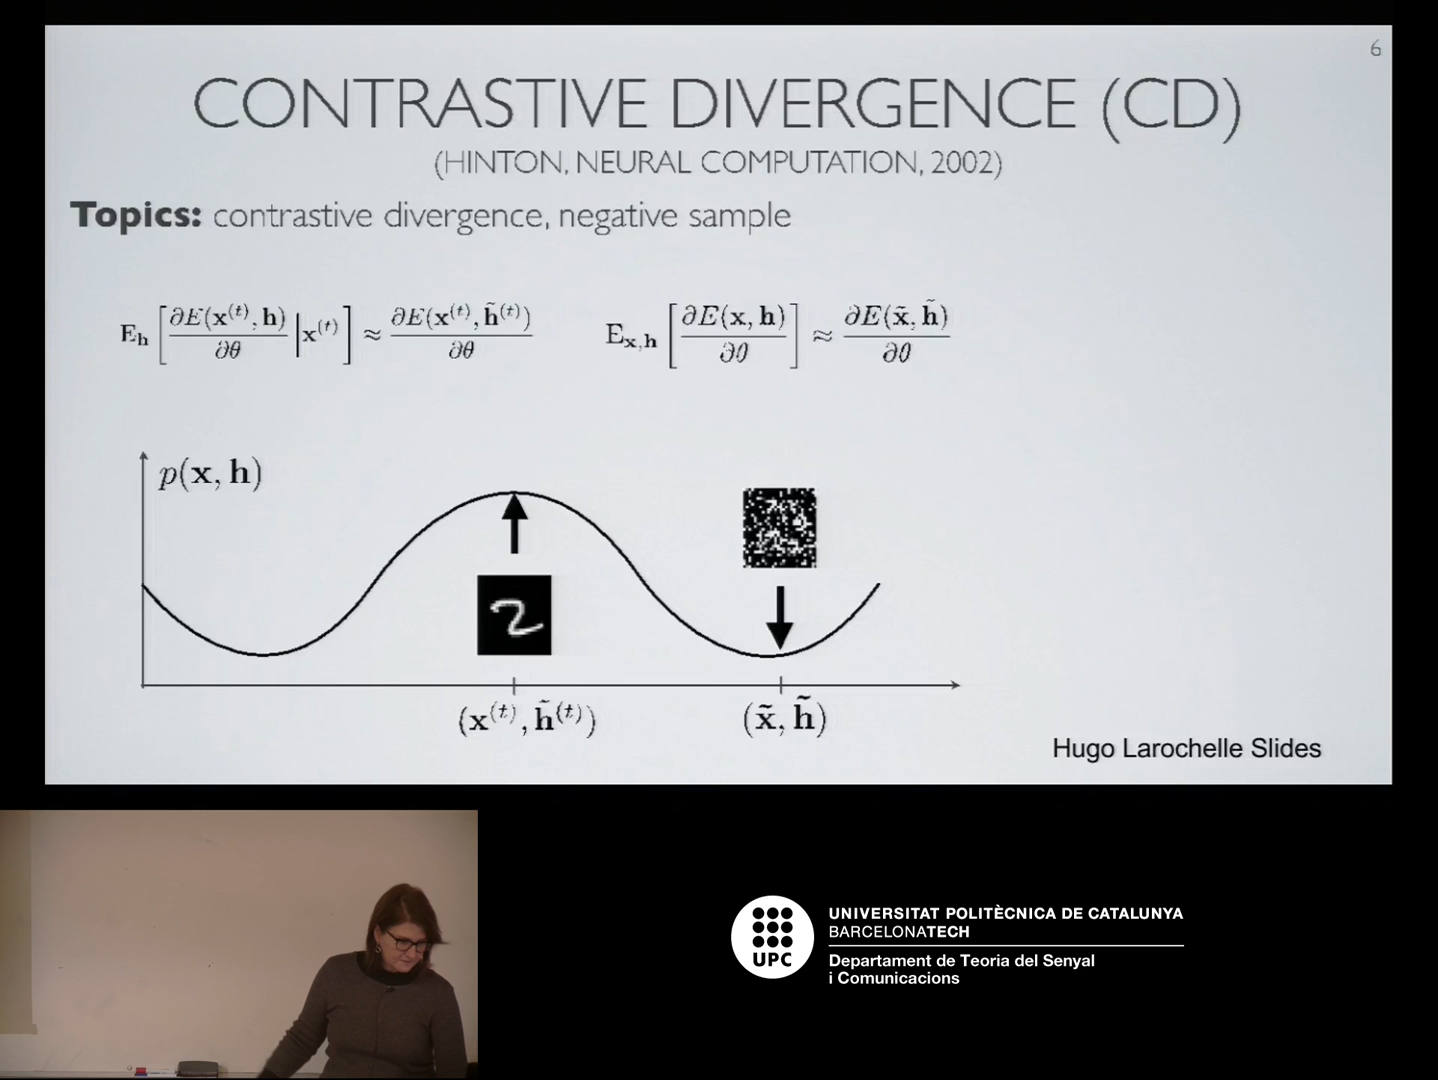 6
CONTRASTIVE DIVERGENCE (CD)
(HINTON, NEURAL COMPUTATION, 2002)
Topics: contrastive divergence, negative sample
E_h [ ∂E(x^(t), h) / ∂θ | x^(t) ] ≈ ∂E(x^(t), h̃^(t)) / ∂θ
E_x,h [ ∂E(x, h) / ∂θ ] ≈ ∂E(x̃, h̃) / ∂θ
p(x, h)
2
(x^(t), h̃^(t))
(x̃, h̃)
Hugo Larochelle Slides
UPC
UNIVERSITAT POLITÈCNICA DE CATALUNYA
BARCELONATECH
Departament de Teoria del Senyal
i Comunicacions